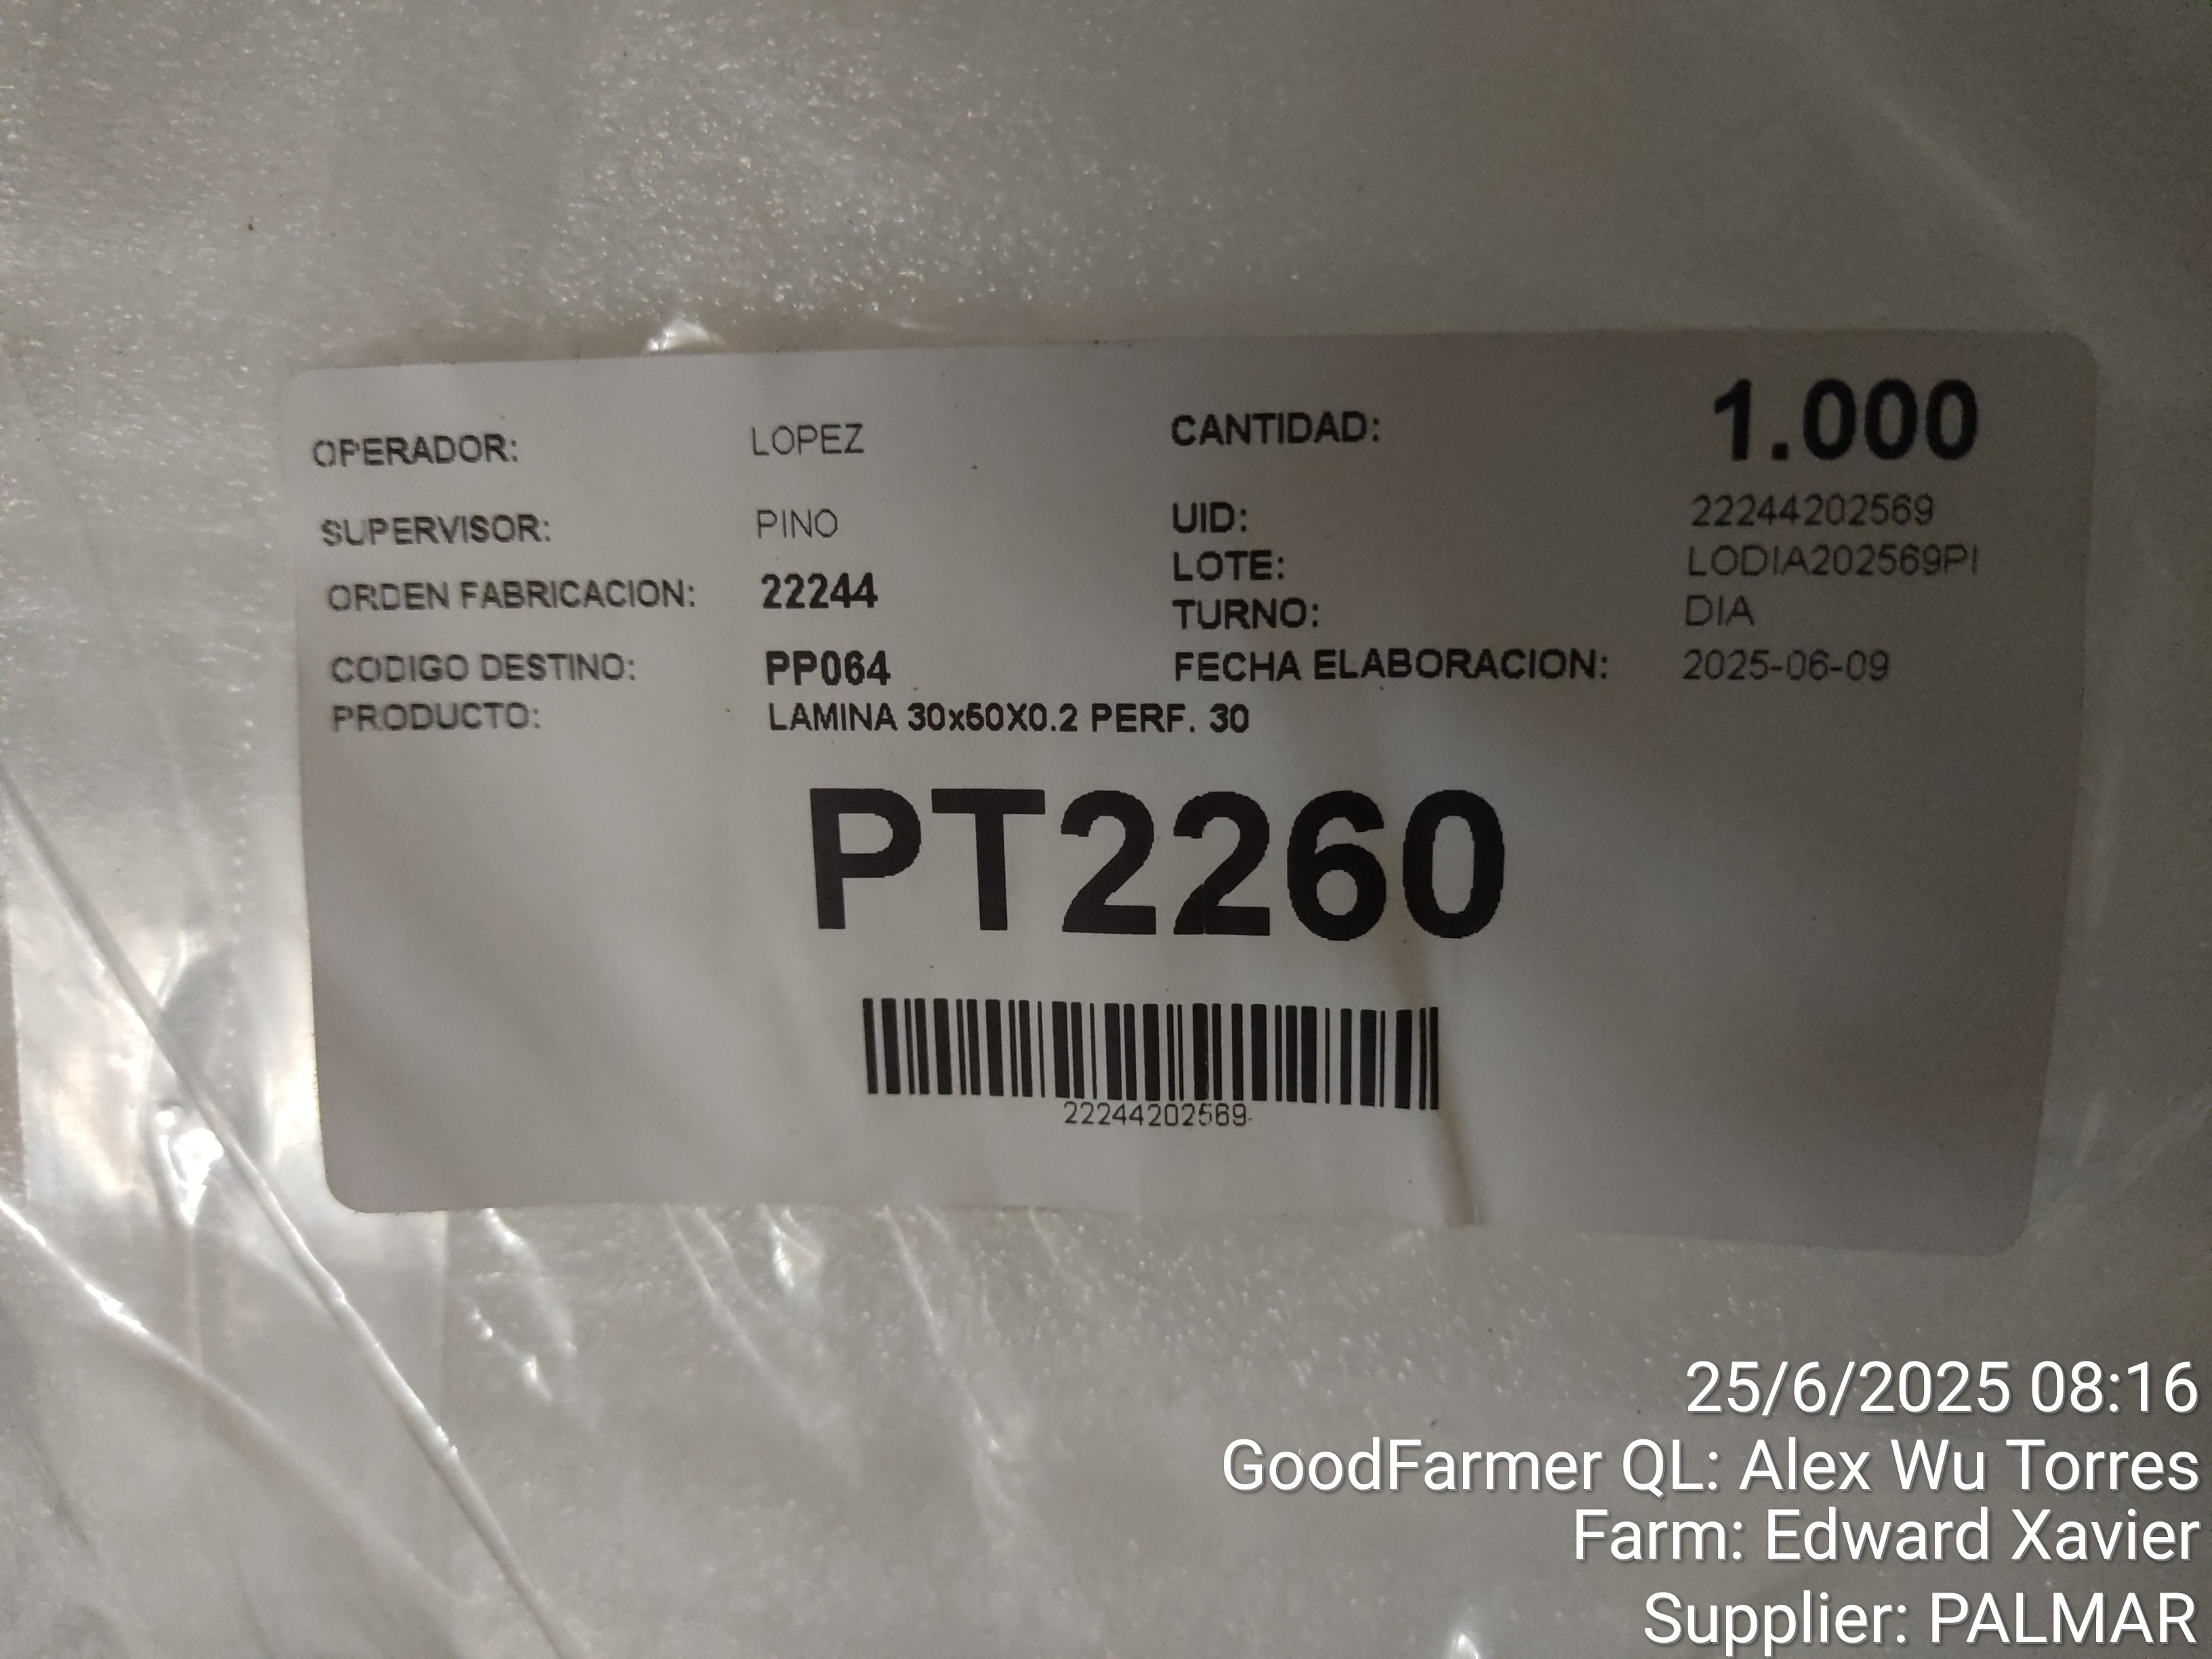 OPERADOR: LOPEZ CANTIDAD: 1.000
SUPERVISOR: PINO UID: 22244202569
LOTE: LODIA202569PI
ORDEN FABRICACION: 22244 TURNO: DIA
CODIGO DESTINO: PP064 FECHA ELABORACION: 2025-06-09
PRODUCTO: LAMINA 30x60X0.2 PERF. 30
PT2260
22244202569-
25/6/2025 08:16
GoodFarmer QL: Alex Wu Torres
Farm: Edward Xavier
Supplier: PALMAR